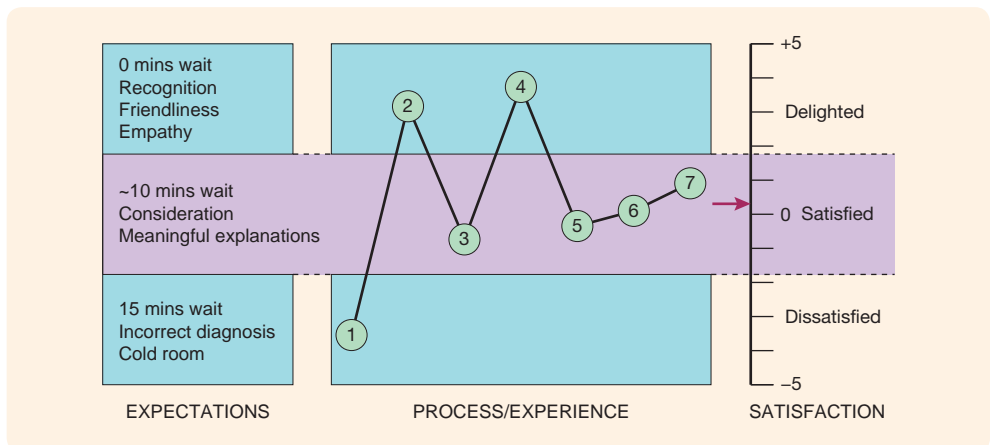 0 mins wait
Recognition
Friendliness
Empathy
~10 mins wait
Consideration
Meaningful explanations
15 mins wait
Incorrect diagnosis
Cold room
EXPECTATIONS
1
2
3
4
5
6
7
PROCESS/EXPERIENCE
+5
Delighted
0 Satisfied
Dissatisfied
–5
SATISFACTION